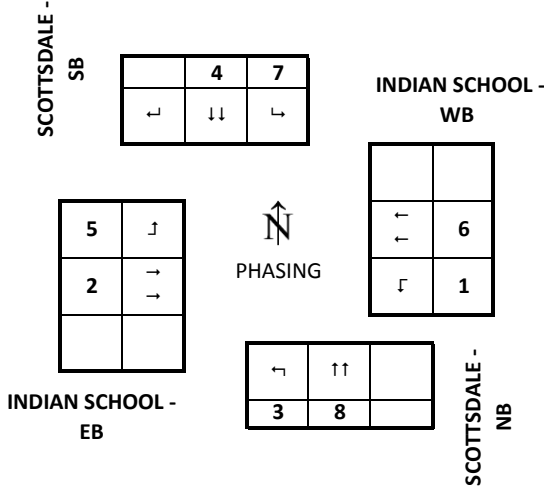 SCOTTSDALE -
SB
4 7
↵ ↓↓ ↳
INDIAN SCHOOL -
WB
← 6
←
1
5
2 →
→
INDIAN SCHOOL -
EB
N
PHASING
↰ ↑↑
3 8
SCOTTSDALE -
NB